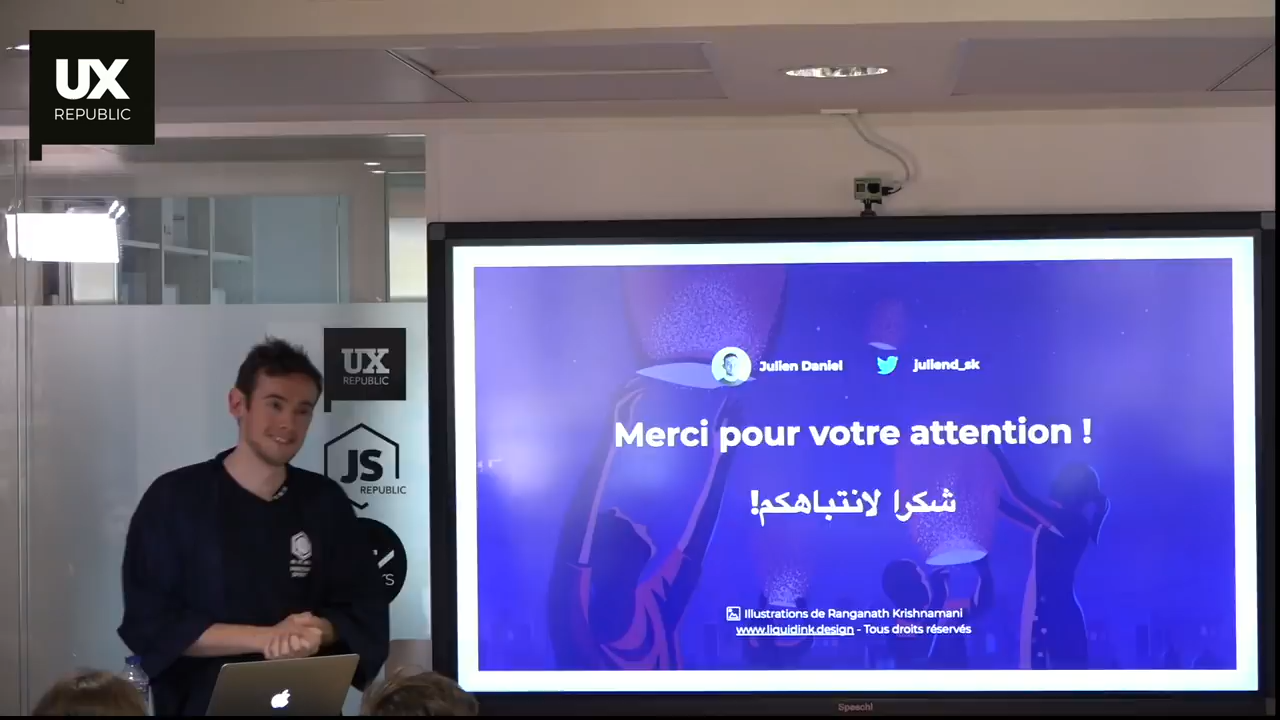 UX
REPUBLIC
UX
REPUBLIC
JS
REPUBLIC
Julien Daniel
juliend_sk
Merci pour votre attention !
شكرا لانتباهكم!
Illustrations de Ranganath Krishnamani
www.liquidink.design - Tous droits réservés
Speechi